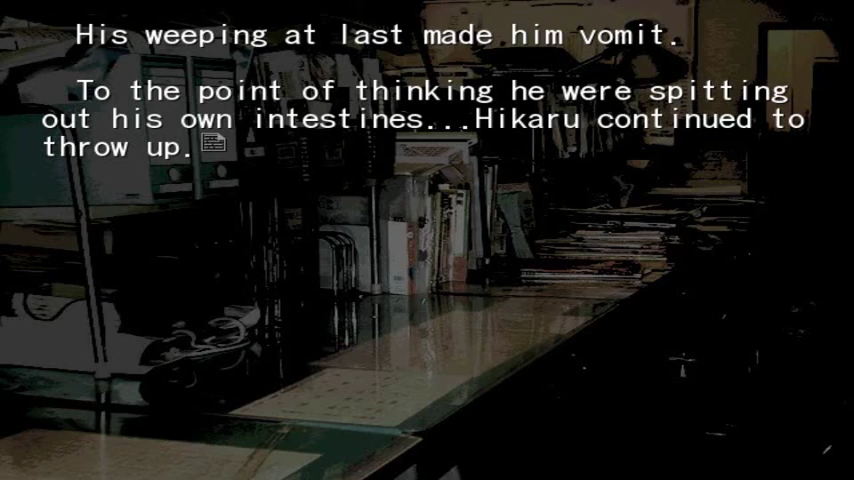 His weeping at last made him vomit.
To the point of thinking he were spitting
out his own intestines...Hikaru continued to
throw up.